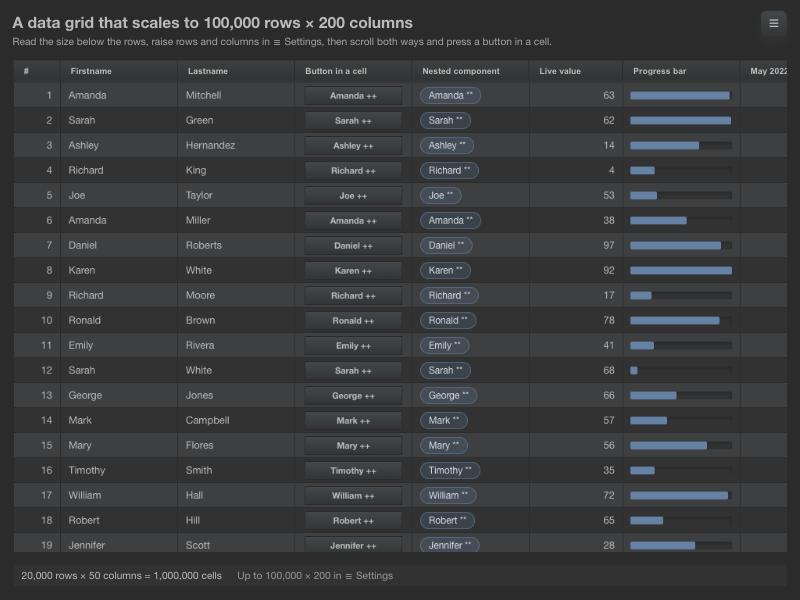 A data grid that scales to 100,000 rows × 200 columns
Read the size below the rows, raise rows and columns in ≡ Settings, then scroll both ways and press a button in a cell.
# Firstname Lastname Button in a cell Nested component Live value Progress bar May 2022
1 Amanda Mitchell Amanda ++ Amanda ** 63
2 Sarah Green Sarah ++ Sarah ** 62
3 Ashley Hernandez Ashley ++ Ashley ** 14
4 Richard King Richard ++ Richard ** 4
5 Joe Taylor Joe ++ Joe ** 53
6 Amanda Miller Amanda ++ Amanda ** 38
7 Daniel Roberts Daniel ++ Daniel ** 97
8 Karen White Karen ++ Karen ** 92
9 Richard Moore Richard ++ Richard ** 17
10 Ronald Brown Ronald ++ Ronald ** 78
11 Emily Rivera Emily ++ Emily ** 41
12 Sarah White Sarah ++ Sarah ** 68
13 George Jones George ++ George ** 66
14 Mark Campbell Mark ++ Mark ** 57
15 Mary Flores Mary ++ Mary ** 56
16 Timothy Smith Timothy ++ Timothy ** 35
17 William Hall William ++ William ** 72
18 Robert Hill Robert ++ Robert ** 65
19 Jennifer Scott Jennifer ++ Jennifer ** 28
20,000 rows × 50 columns = 1,000,000 cells Up to 100,000 × 200 in ≡ Settings